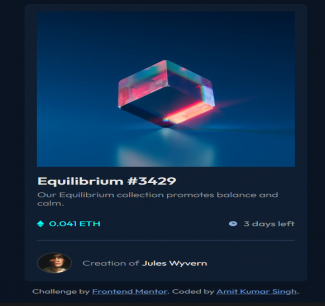 Equilibrium #3429
Our Equilibrium collection promotes balance and
calm.
0.041 ETH 3 days left
Creation of Jules Wyvern
Challenge by Frontend Mentor. Coded by Amit Kumar Singh.